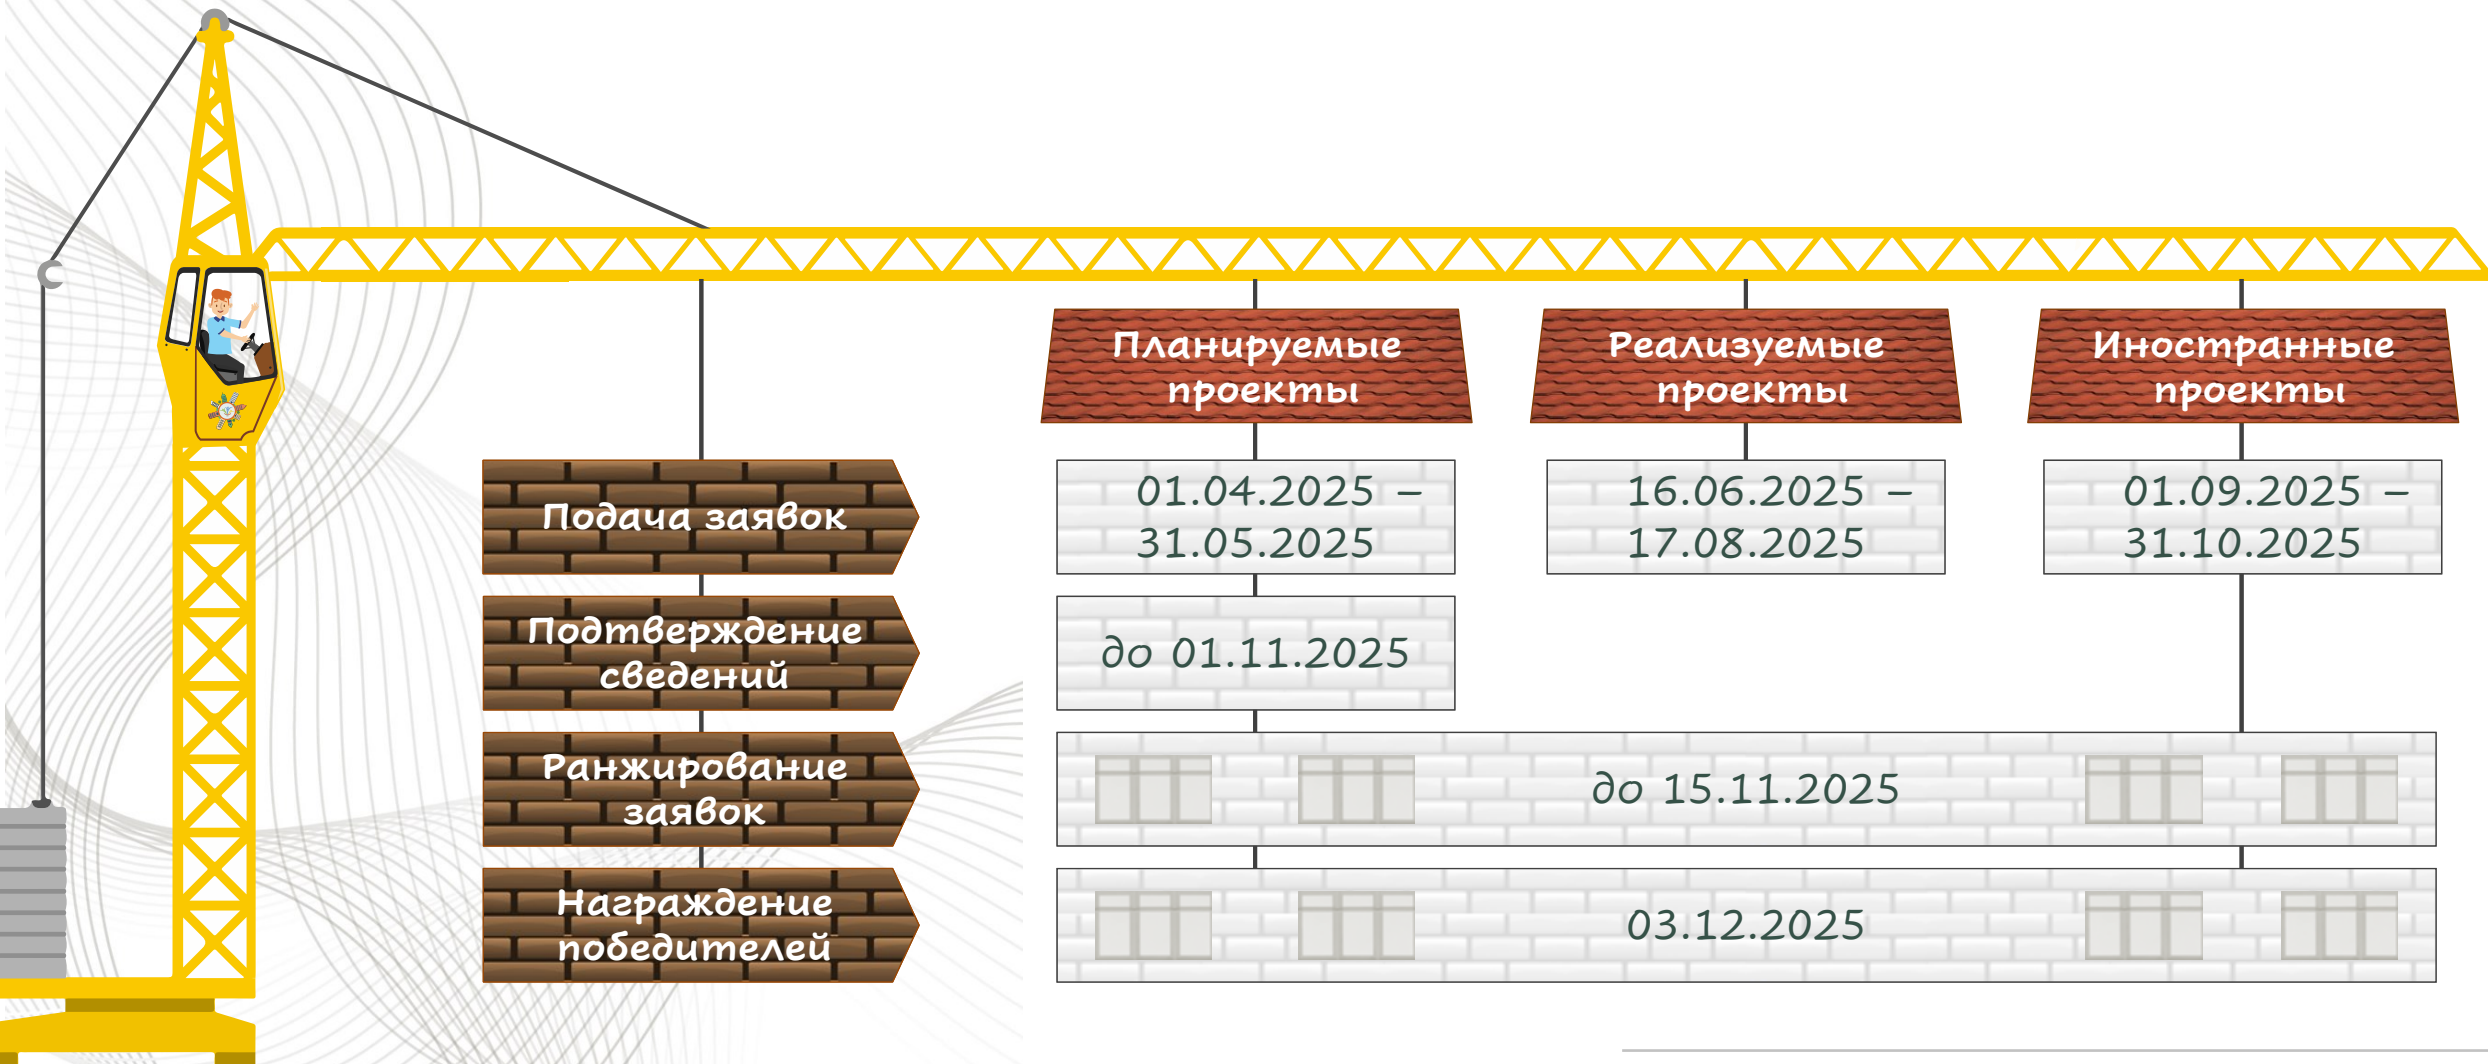 Планируемые
проекты
Реализуемые
проекты
Иностранные
проекты
Подача заявок
01.04.2025 –
31.05.2025
16.06.2025 –
17.08.2025
01.09.2025 –
31.10.2025
Подтверждение
сведений
до 01.11.2025
Ранжирование
заявок
до 15.11.2025
Награждение
победителей
03.12.2025